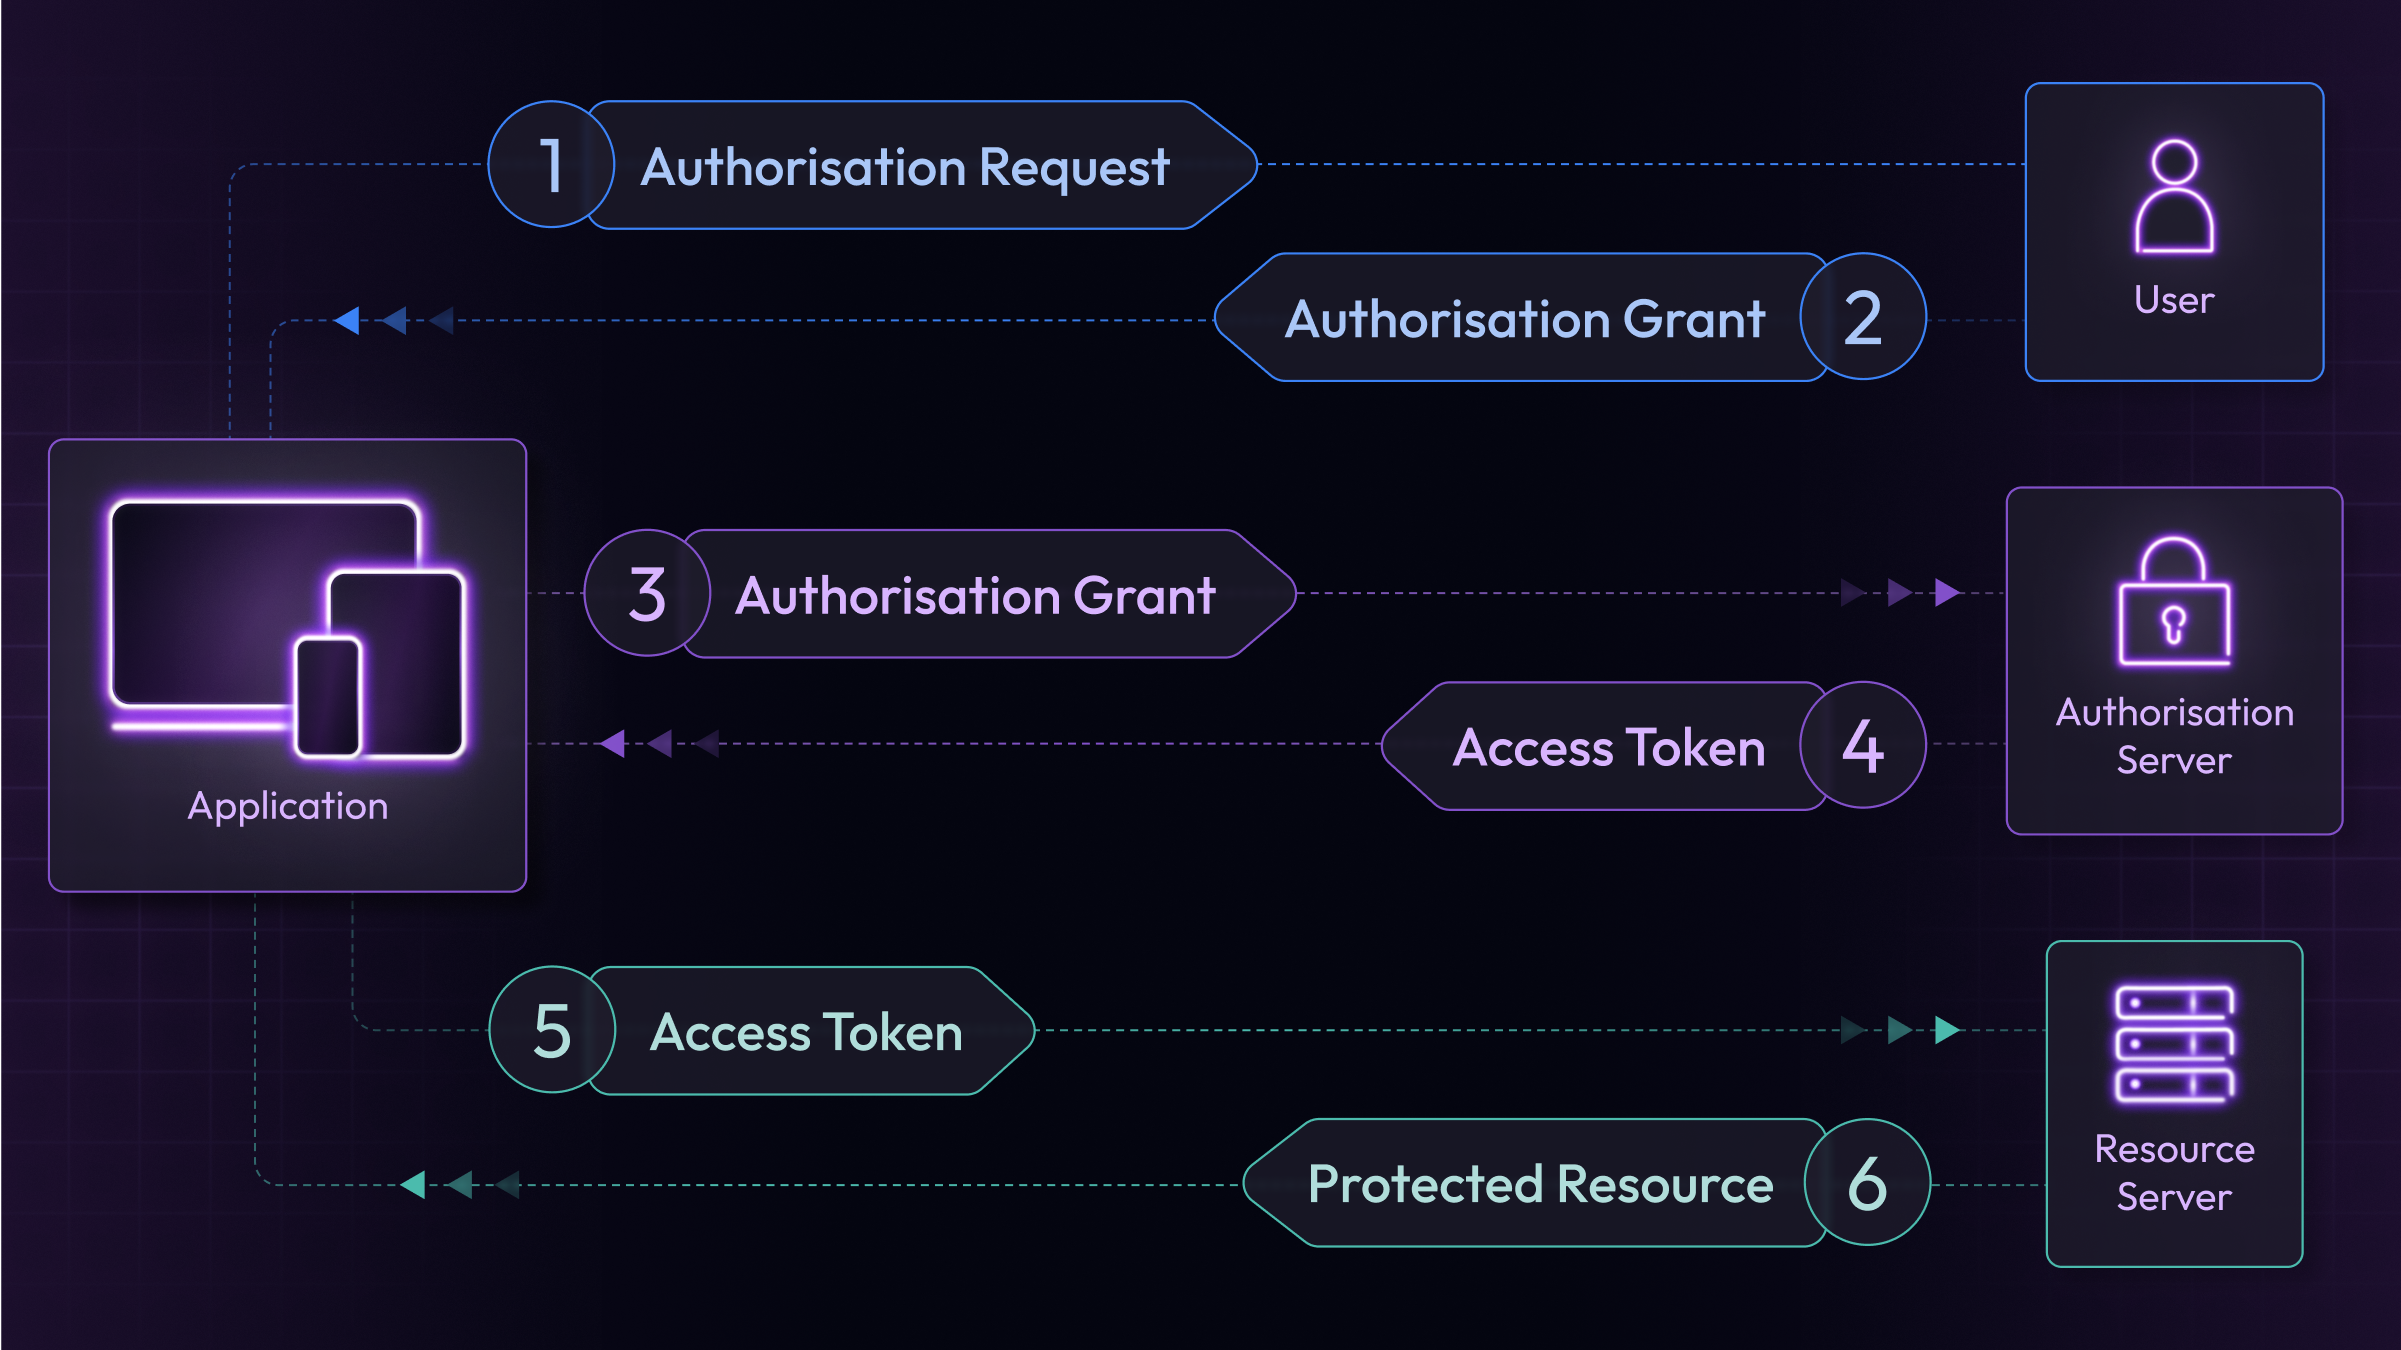 1 Authorisation Request
User
Authorisation Grant 2
Application
3 Authorisation Grant
Authorisation
Server
Access Token 4
5 Access Token
Resource
Server
Protected Resource 6